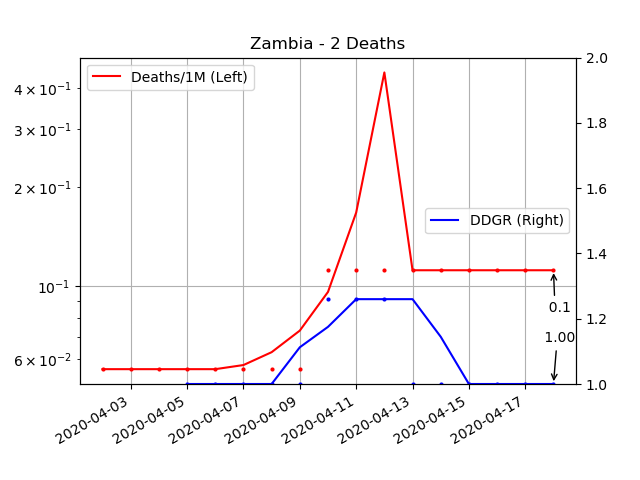 Zambia - 2 Deaths
Deaths/1M (Left)
DDGR (Right)
4 × 10⁻¹
3 × 10⁻¹
2 × 10⁻¹
10⁻¹
6 × 10⁻²
2.0
1.8
1.6
1.4
1.2
1.0
0.1
1.00
2020-04-03
2020-04-05
2020-04-07
2020-04-09
2020-04-11
2020-04-13
2020-04-15
2020-04-17